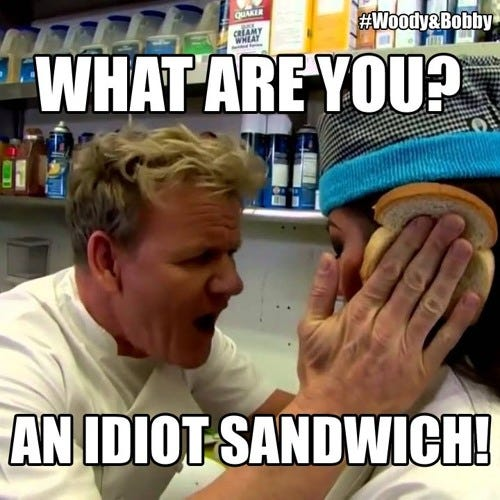 #Woody&Bobby
QUAKER
CREAMY
WHEAT
WHAT ARE YOU?
AN IDIOT SANDWICH!